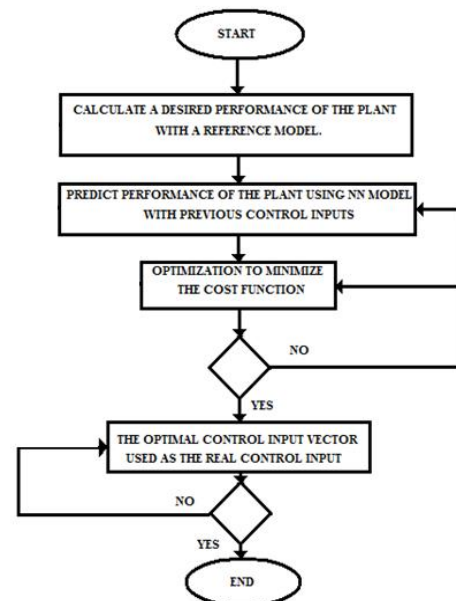 START
CALCULATE A DESIRED PERFORMANCE OF THE PLANT
WITH A REFERENCE MODEL.
PREDICT PERFORMANCE OF THE PLANT USING NN MODEL
WITH PREVIOUS CONTROL INPUTS
OPTIMIZATION TO MINIMIZE
THE COST FUNCTION
NO
YES
THE OPTIMAL CONTROL INPUT VECTOR
USED AS THE REAL CONTROL INPUT
NO
YES
END